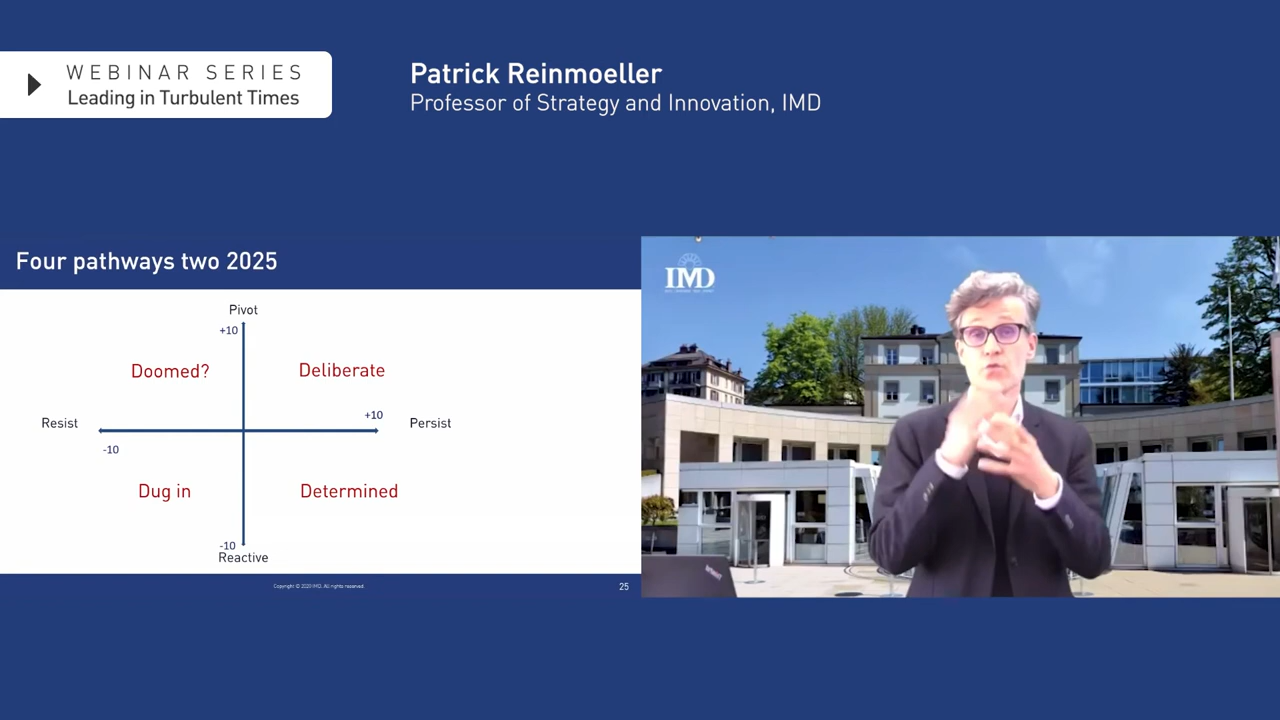 WEBINAR SERIES
Leading in Turbulent Times
Patrick Reinmoeller
Professor of Strategy and Innovation, IMD
Four pathways two 2025
Pivot
+10
Doomed?
Deliberate
Resist
+10
Persist
-10
Dug in
Determined
-10
Reactive
Copyright © 2020 IMD. All rights reserved.
25
IMD